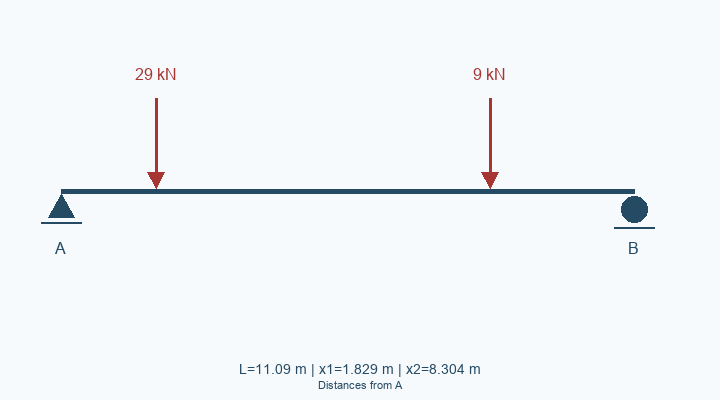 29 kN 9 kN
A B
L=11.09 m | x1=1.829 m | x2=8.304 m
Distances from A